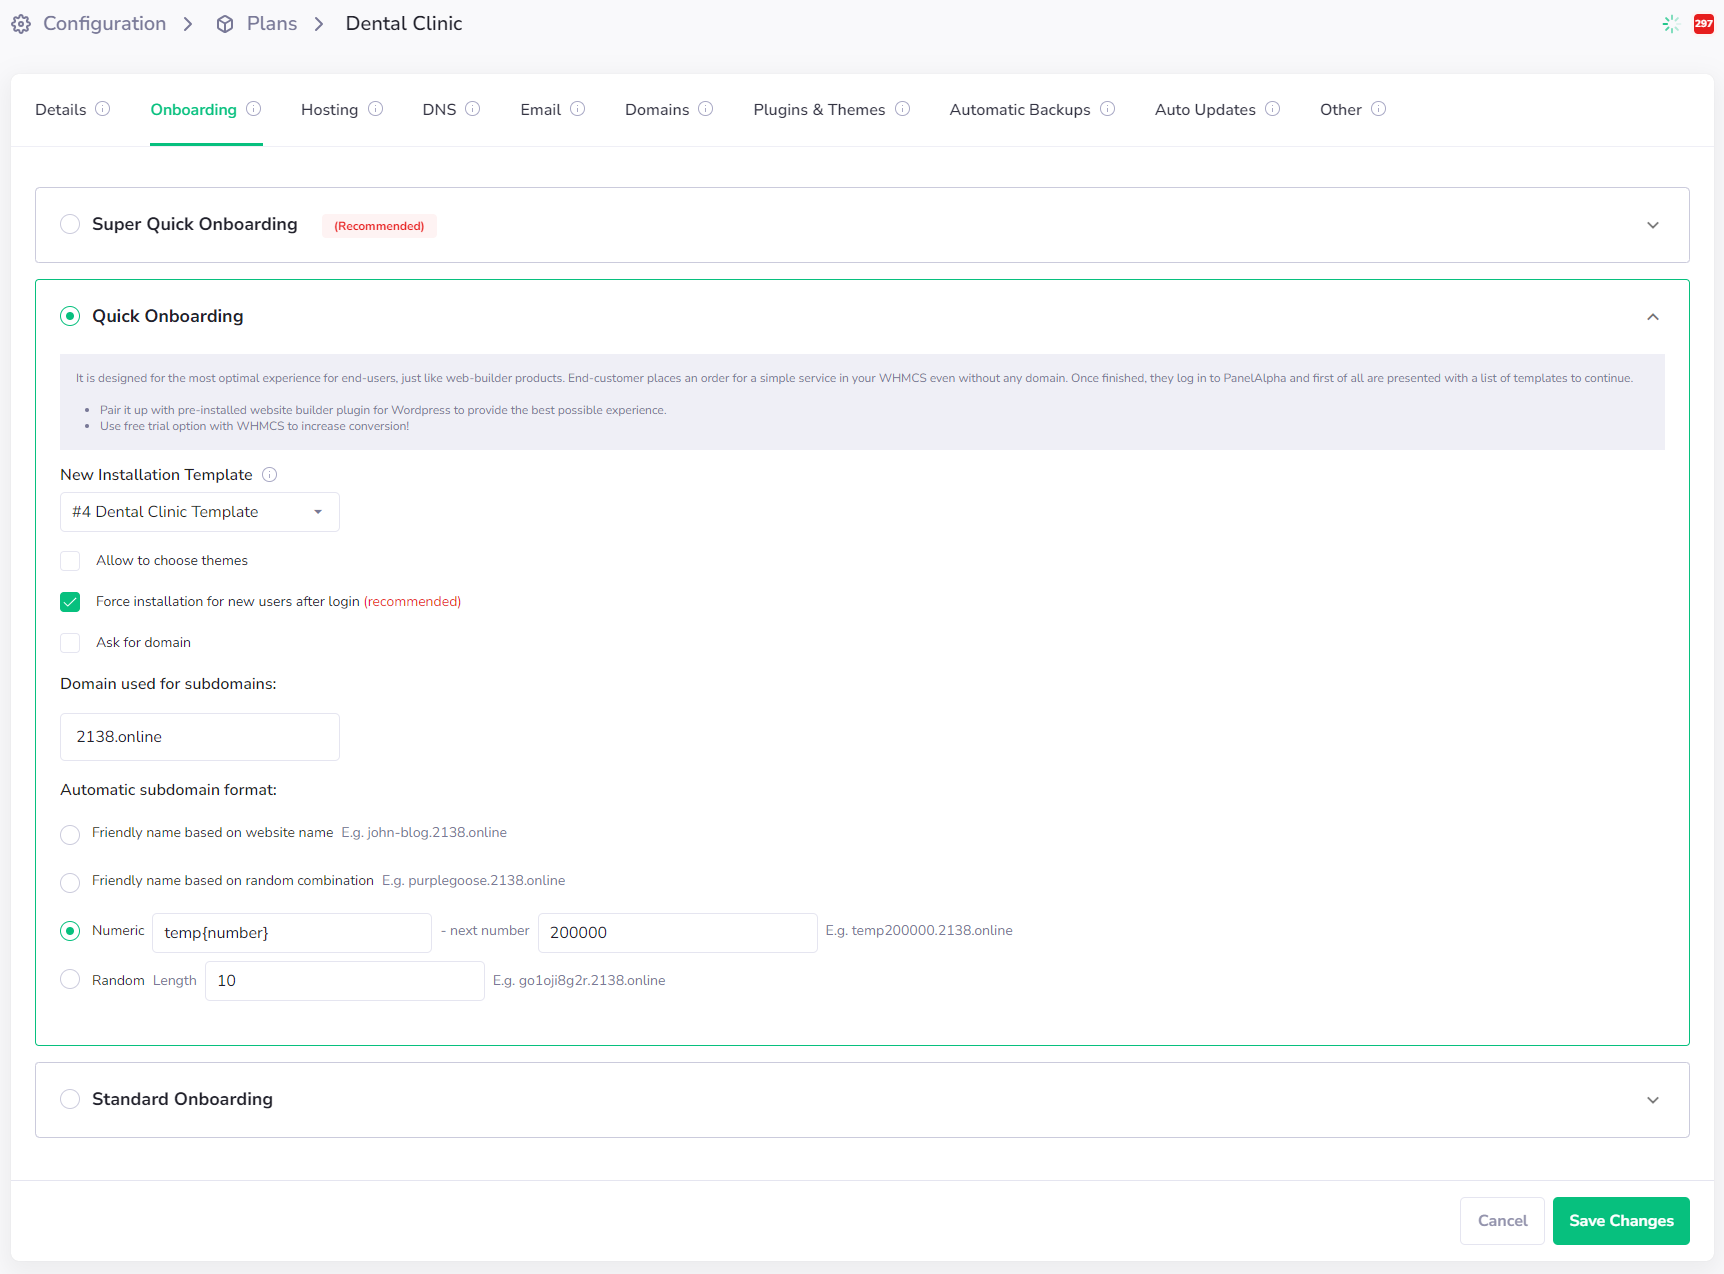 Configuration > Plans > Dental Clinic
297
Details Onboarding Hosting DNS Email Domains Plugins & Themes Automatic Backups Auto Updates Other
Super Quick Onboarding (Recommended)
Quick Onboarding
It is designed for the most optimal experience for end-users, just like web-builder products. End-customer places an order for a simple service in your WHMCS even without any domain. Once finished, they log in to PanelAlpha and first of all are presented with a list of templates to continue.
• Pair it up with pre-installed website builder plugin for Wordpress to provide the best possible experience.
• Use free trial option with WHMCS to increase conversion!
New Installation Template
#4 Dental Clinic Template
Allow to choose themes
Force installation for new users after login (recommended)
Ask for domain
Domain used for subdomains:
2138.online
Automatic subdomain format:
Friendly name based on website name E.g. john-blog.2138.online
Friendly name based on random combination E.g. purplegoose.2138.online
Numeric temp{number} - next number 200000 E.g. temp200000.2138.online
Random Length 10 E.g. go1oji8g2r.2138.online
Standard Onboarding
Cancel Save Changes